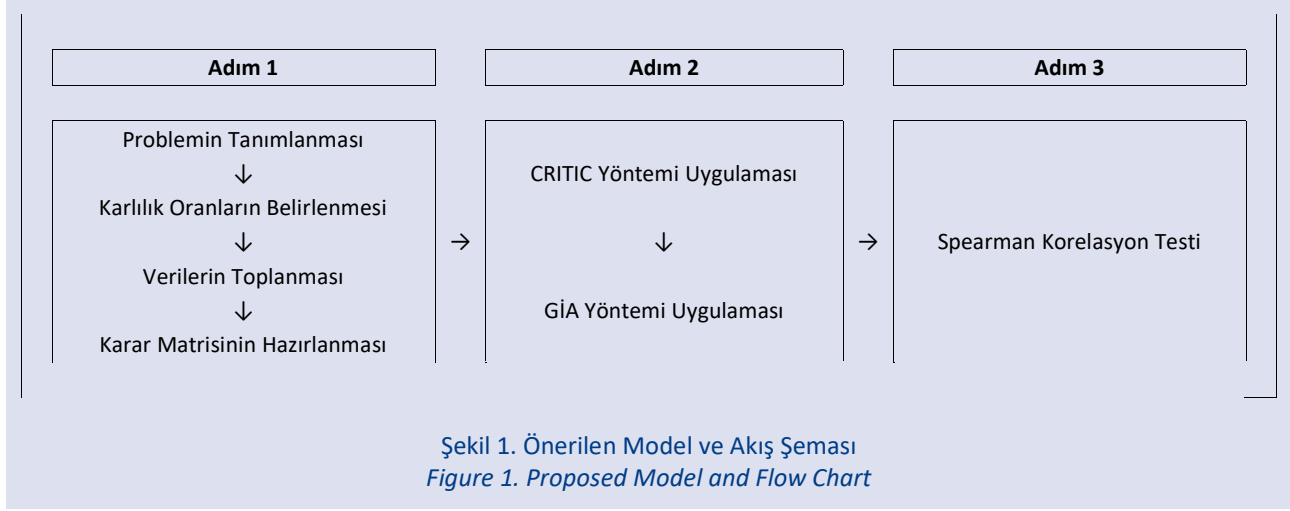 Adım 1
Problemin Tanımlanması
↓
Karlılık Oranların Belirlenmesi
↓
Verilerin Toplanması
↓
Karar Matrisinin Hazırlanması
→
Adım 2
CRITIC Yöntemi Uygulaması
↓
GİA Yöntemi Uygulaması
→
Adım 3
Spearman Korelasyon Testi
Şekil 1. Önerilen Model ve Akış Şeması
Figure 1. Proposed Model and Flow Chart